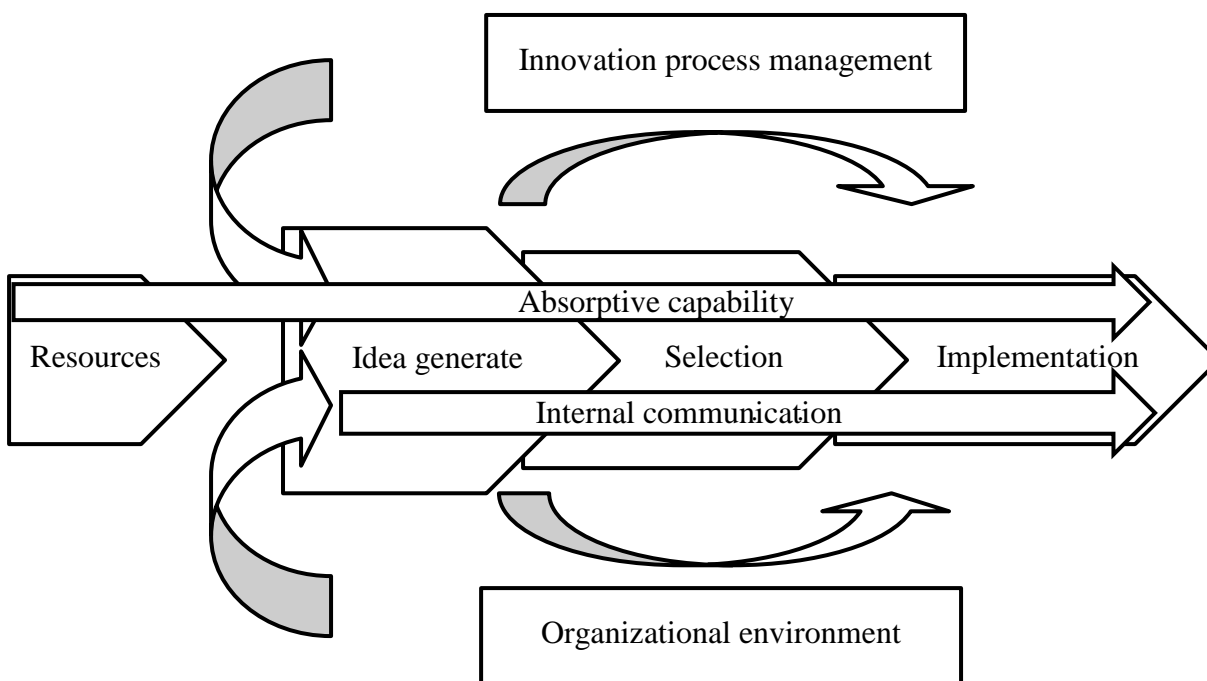 Innovation process management
Absorptive capability
Resources
Idea generate
Selection
Implementation
Internal communication
Organizational environment